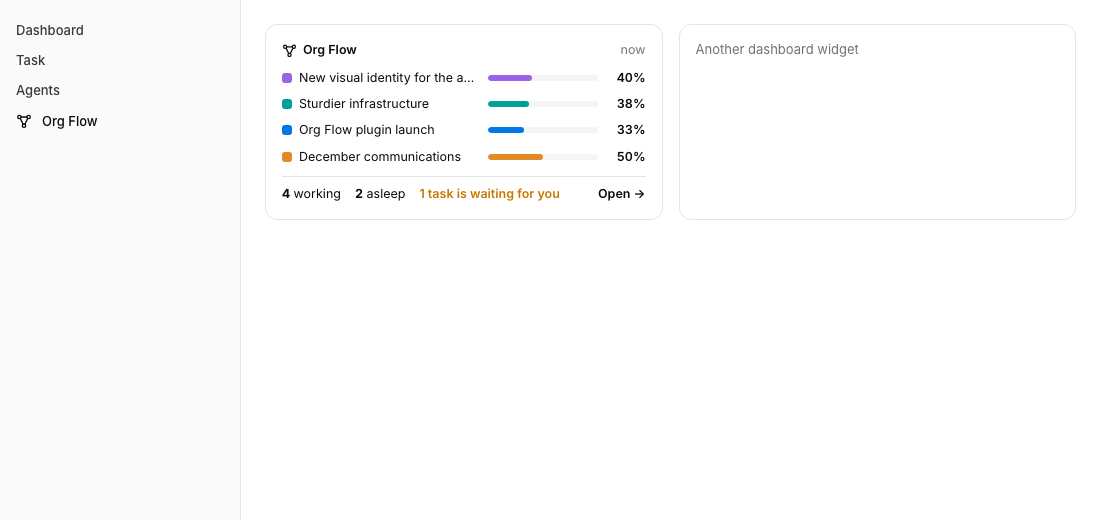 Dashboard
Task
Agents
Org Flow
Org Flow now
New visual identity for the a... 40%
Sturdier infrastructure 38%
Org Flow plugin launch 33%
December communications 50%
4 working 2 asleep 1 task is waiting for you Open →
Another dashboard widget